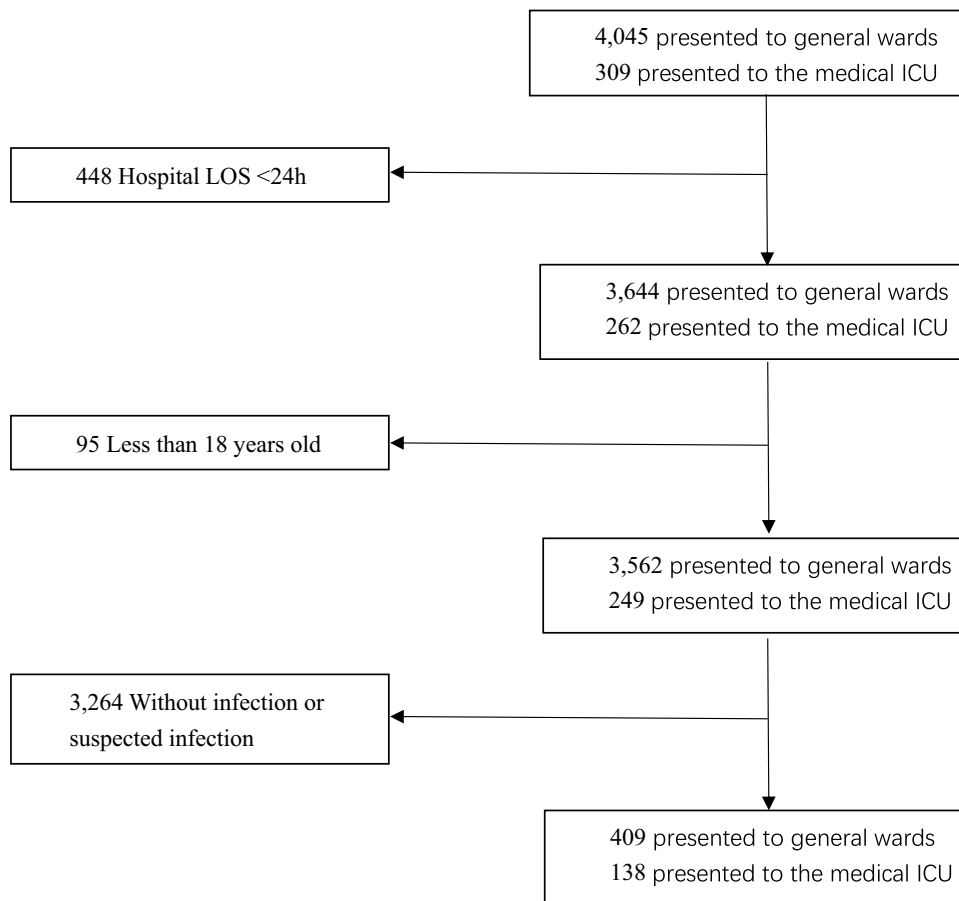 4,045 presented to general wards
309 presented to the medical ICU
448 Hospital LOS <24h
3,644 presented to general wards
262 presented to the medical ICU
95 Less than 18 years old
3,562 presented to general wards
249 presented to the medical ICU
3,264 Without infection or
suspected infection
409 presented to general wards
138 presented to the medical ICU